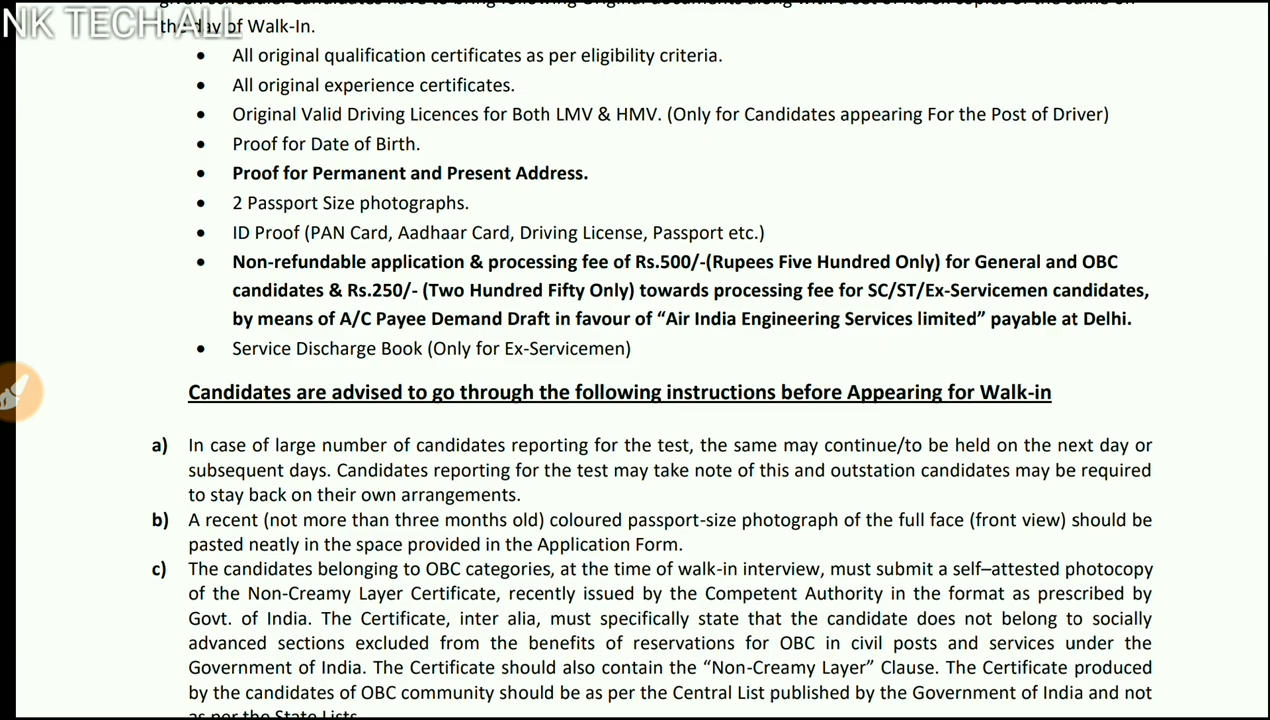 NK TECH ALL
the day of Walk-In.
• All original qualification certificates as per eligibility criteria.
• All original experience certificates.
• Original Valid Driving Licences for Both LMV & HMV. (Only for Candidates appearing For the Post of Driver)
• Proof for Date of Birth.
• Proof for Permanent and Present Address.
• 2 Passport Size photographs.
• ID Proof (PAN Card, Aadhaar Card, Driving License, Passport etc.)
• Non-refundable application & processing fee of Rs.500/-(Rupees Five Hundred Only) for General and OBC
candidates & Rs.250/- (Two Hundred Fifty Only) towards processing fee for SC/ST/Ex-Servicemen candidates,
by means of A/C Payee Demand Draft in favour of “Air India Engineering Services limited” payable at Delhi.
• Service Discharge Book (Only for Ex-Servicemen)
Candidates are advised to go through the following instructions before Appearing for Walk-in
a) In case of large number of candidates reporting for the test, the same may continue/to be held on the next day or
subsequent days. Candidates reporting for the test may take note of this and outstation candidates may be required
to stay back on their own arrangements.
b) A recent (not more than three months old) coloured passport-size photograph of the full face (front view) should be
pasted neatly in the space provided in the Application Form.
c) The candidates belonging to OBC categories, at the time of walk-in interview, must submit a self–attested photocopy
of the Non-Creamy Layer Certificate, recently issued by the Competent Authority in the format as prescribed by
Govt. of India. The Certificate, inter alia, must specifically state that the candidate does not belong to socially
advanced sections excluded from the benefits of reservations for OBC in civil posts and services under the
Government of India. The Certificate should also contain the “Non-Creamy Layer” Clause. The Certificate produced
by the candidates of OBC community should be as per the Central List published by the Government of India and not
as per the State Lists.